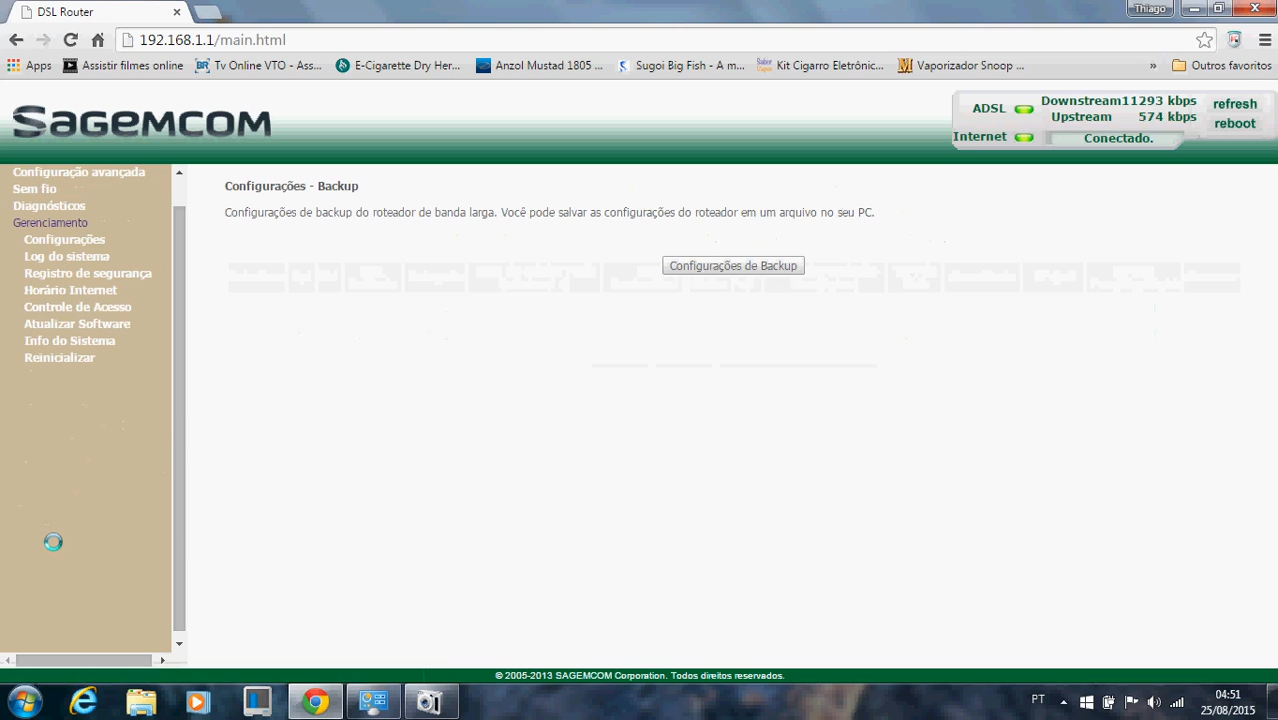 DSL Router
Thiago
192.168.1.1/main.html
Apps
Assistir filmes online
Tv Online VTO - Ass...
E-Cigarette Dry Her...
Anzol Mustad 1805 ...
Sugoi Big Fish - A m...
Kit Cigarro Eletrônic...
Vaporizador Snoop ...
»
Outros favoritos
SAGEMCOM
ADSL
Downstream11293 kbps
Upstream 574 kbps
refresh
reboot
Internet
Conectado.
Configuração avançada
Sem fio
Diagnósticos
Gerenciamento
Configurações
Log do sistema
Registro de segurança
Horário Internet
Controle de Acesso
Atualizar Software
Info do Sistema
Reinicializar
Configurações - Backup
Configurações de backup do roteador de banda larga. Você pode salvar as configurações do roteador em um arquivo no seu PC.
Configurações de Backup
© 2005-2013 SAGEMCOM Corporation. Todos direitos reservados.
PT
04:51
25/08/2015